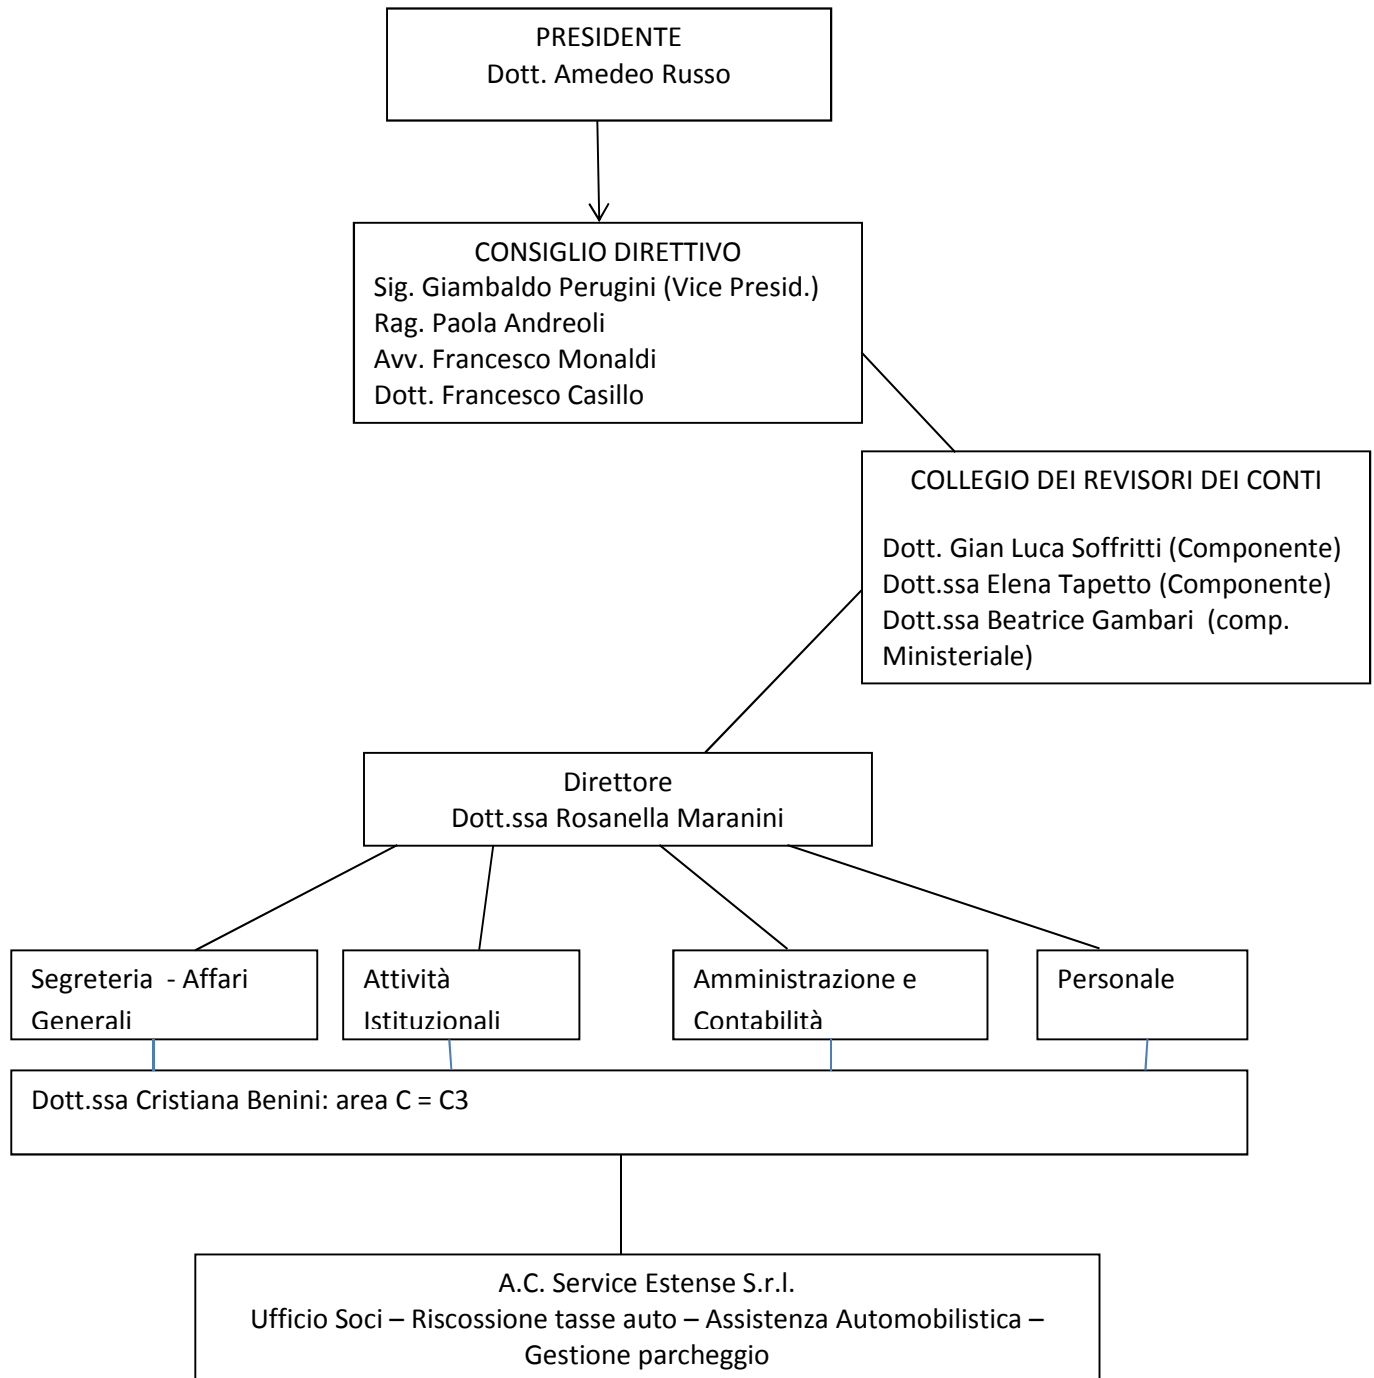 PRESIDENTE
Dott. Amedeo Russo
CONSIGLIO DIRETTIVO
Sig. Giambaldo Perugini (Vice Presid.)
Rag. Paola Andreoli
Avv. Francesco Monaldi
Dott. Francesco Casillo
COLLEGIO DEI REVISORI DEI CONTI
Dott. Gian Luca Soffritti (Componente)
Dott.ssa Elena Tapetto (Componente)
Dott.ssa Beatrice Gambari (comp.
Ministeriale)
Direttore
Dott.ssa Rosanella Maranini
Segreteria - Affari
Generali
Attività
Istituzionali
Amministrazione e
Contabilità
Personale
Dott.ssa Cristiana Benini: area C = C3
A.C. Service Estense S.r.l.
Ufficio Soci – Riscossione tasse auto – Assistenza Automobilistica –
Gestione parcheggio